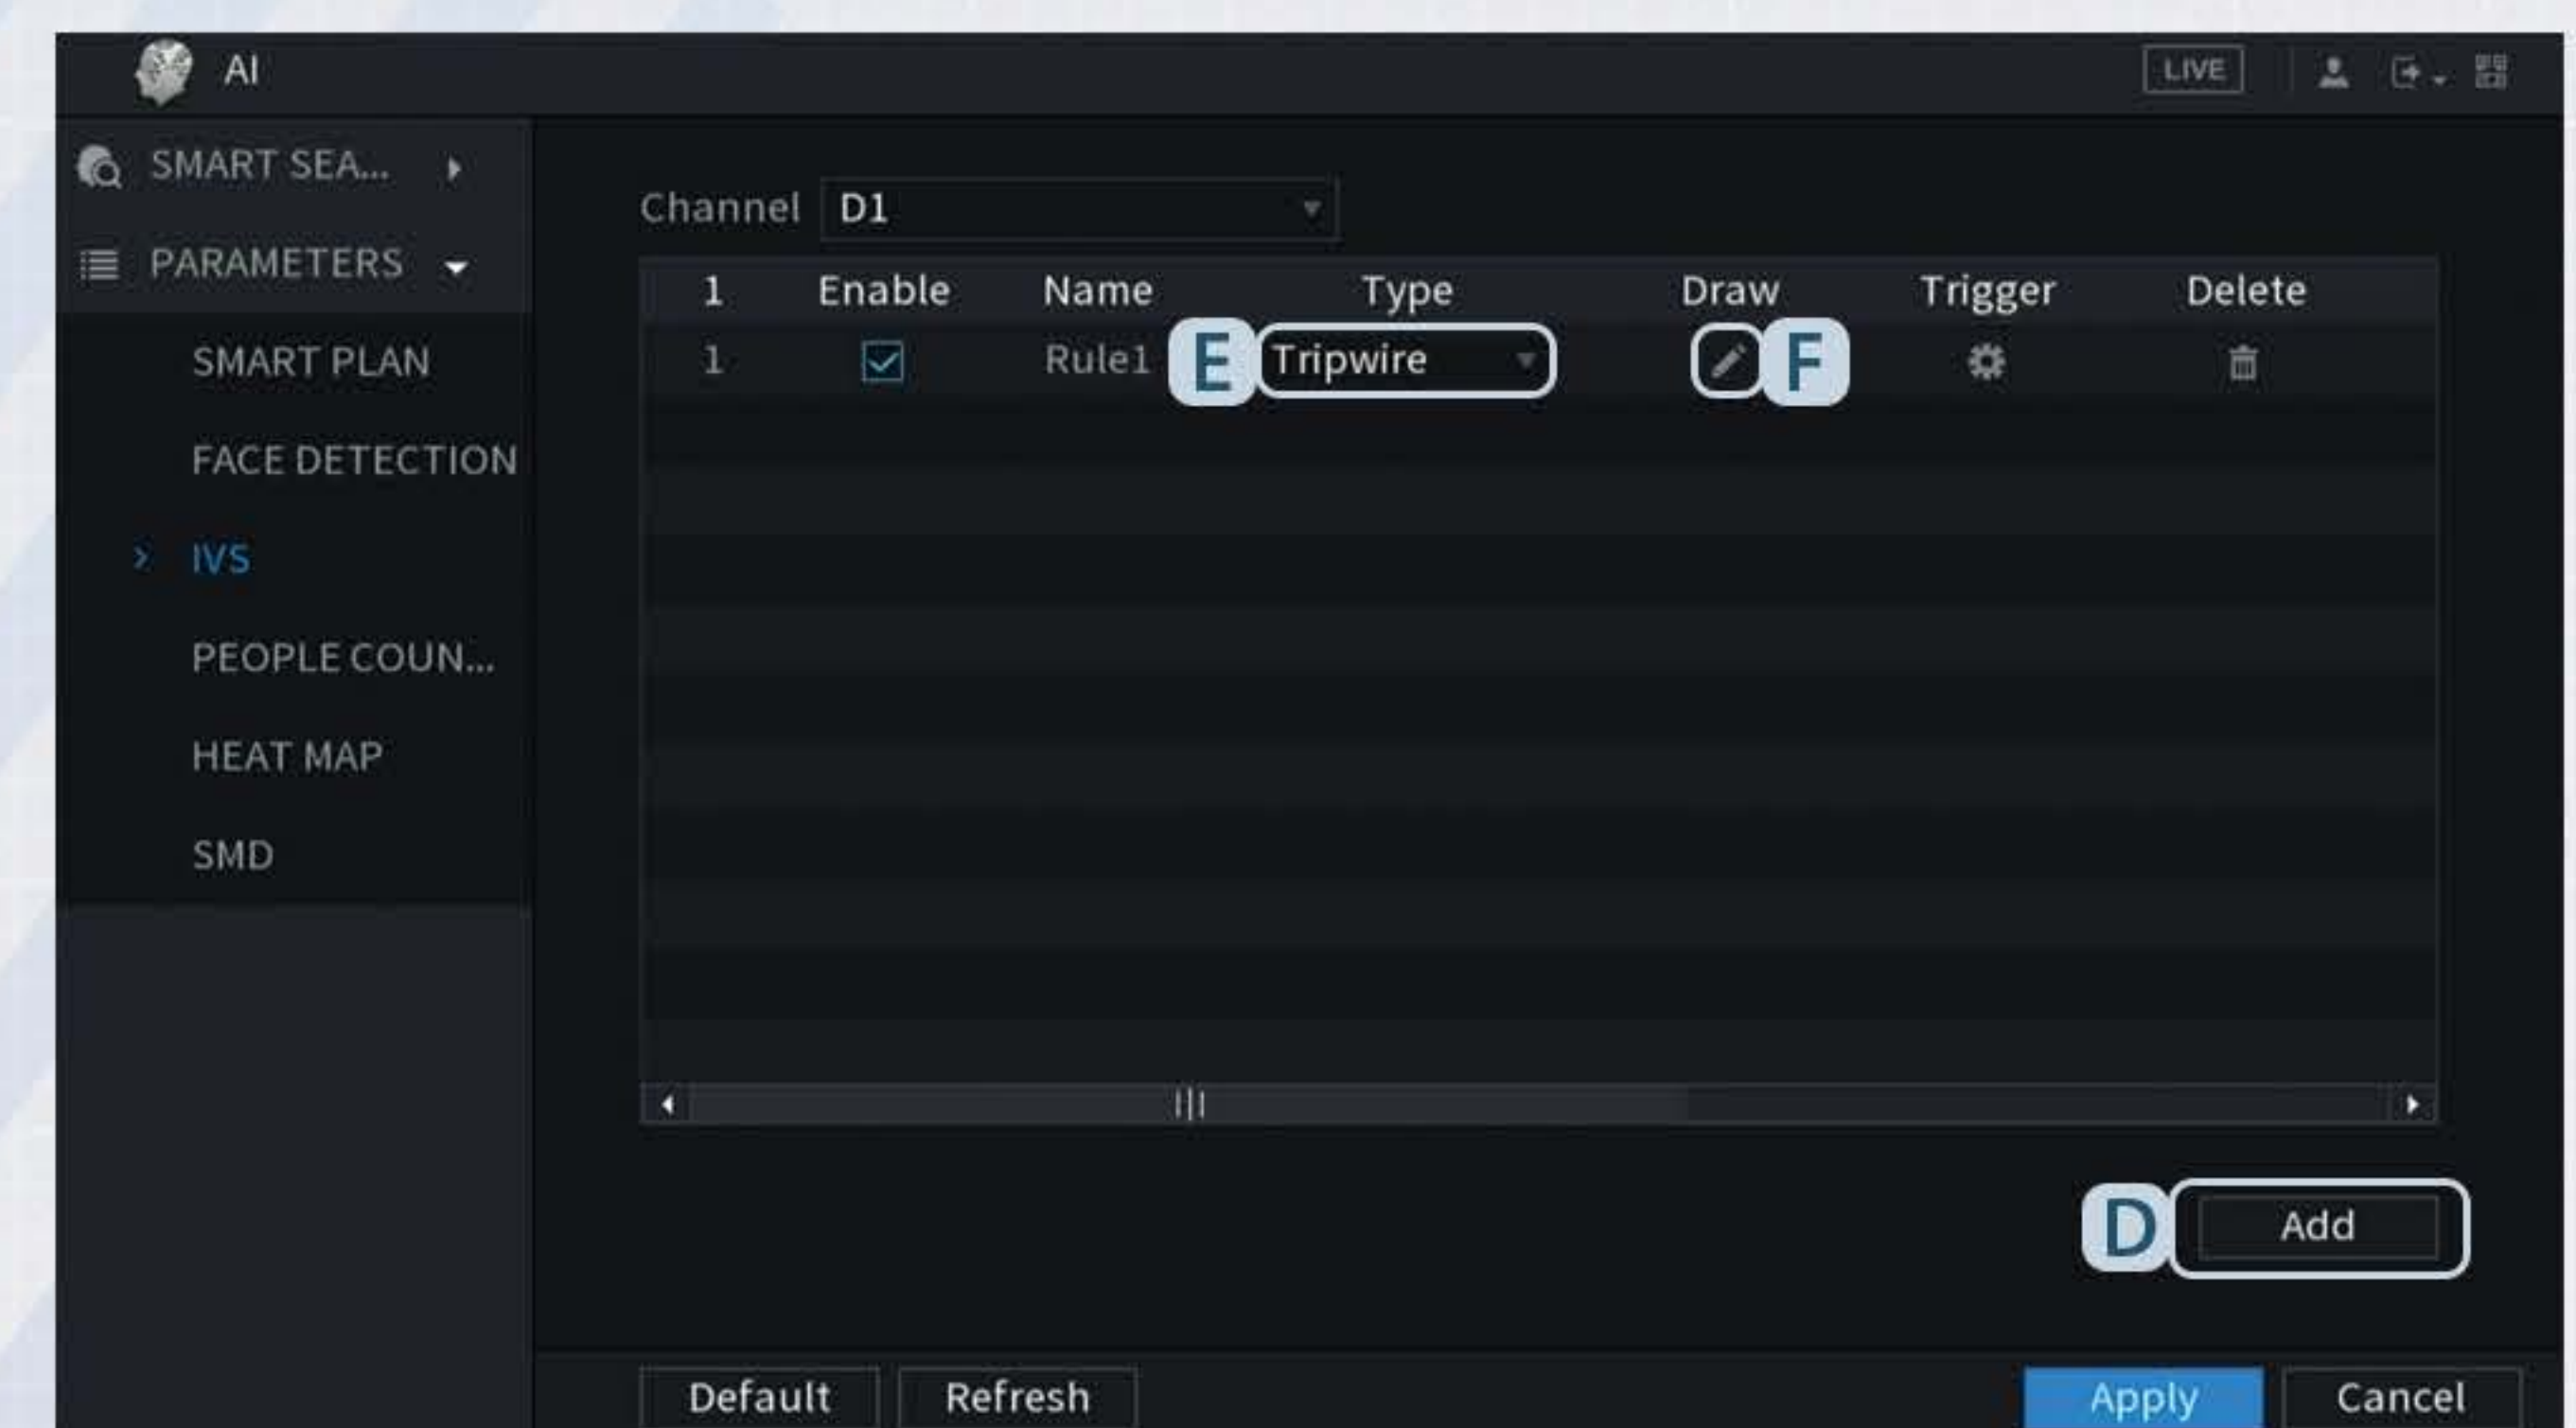 AI
LIVE
SMART SEA...
PARAMETERS
SMART PLAN
FACE DETECTION
IVS
PEOPLE COUN...
HEAT MAP
SMD
Channel D1
1 Enable Name Type Draw Trigger Delete
1 Rule1 E Tripwire F
D Add
Default Refresh Apply Cancel